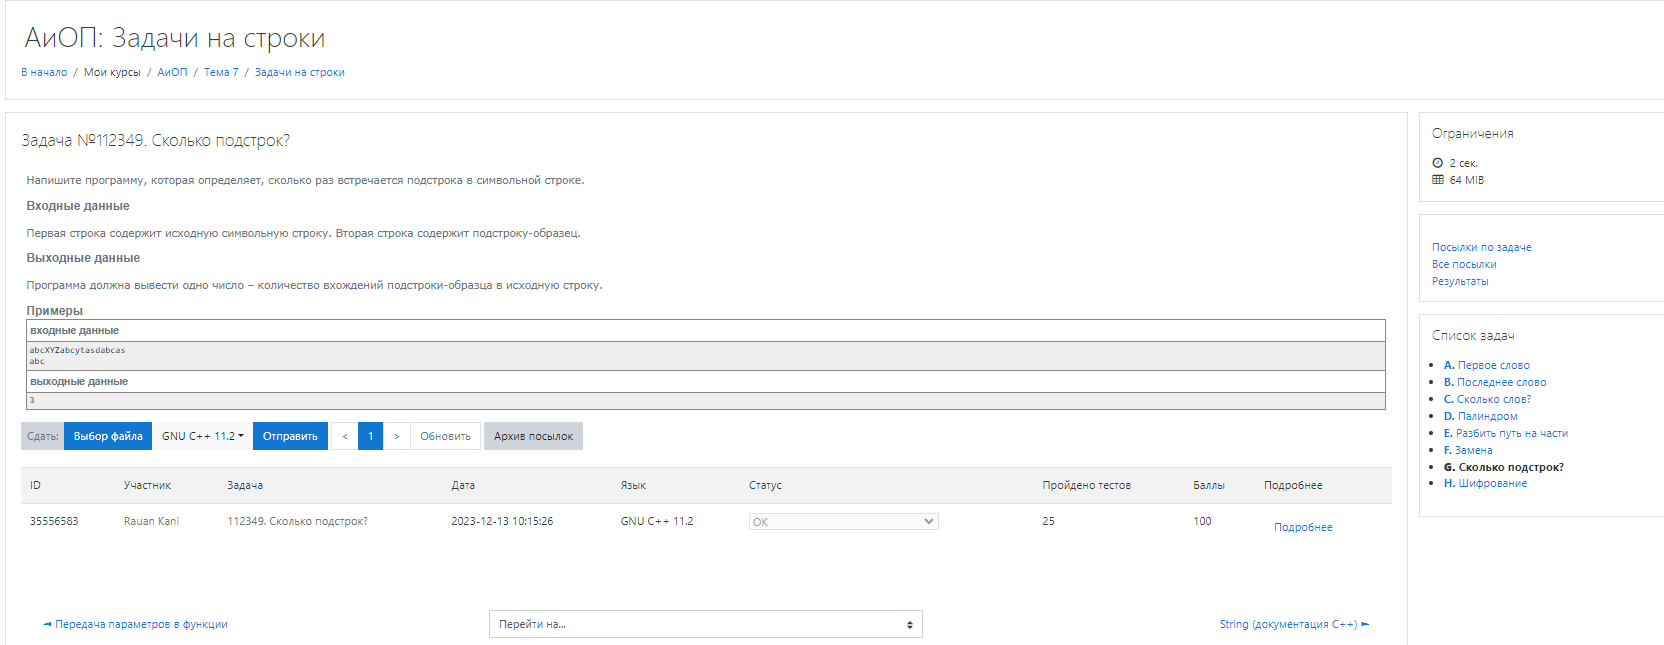 АиОП: Задачи на строки
В начало / Мои курсы / АиОП / Тема 7 / Задачи на строки
Задача №112349. Сколько подстрок?
Напишите программу, которая определяет, сколько раз встречается подстрока в символьной строке.
Входные данные
Первая строка содержит исходную символьную строку. Вторая строка содержит подстроку-образец.
Выходные данные
Программа должна вывести одно число – количество вхождений подстроки-образца в исходную строку.
Примеры
входные данные
abcXYZabcytasdabcas
abc
выходные данные
3
Сдать: Выбор файла GNU C++ 11.2 Отправить < 1 > Обновить Архив посылок
ID Участник Задача Дата Язык Статус Пройдено тестов Баллы Подробнее
35556583 Rauan Kani 112349. Сколько подстрок? 2023-12-13 10:15:26 GNU C++ 11.2 OK 25 100 Подробнее
◄ Передача параметров в функции
Перейти на...
String (документация C++) ►
Ограничения
2 сек.
64 MiB
Посылки по задаче
Все посылки
Результаты
Список задач
A. Первое слово
B. Последнее слово
C. Сколько слов?
D. Палиндром
E. Разбить путь на части
F. Замена
G. Сколько подстрок?
H. Шифрование